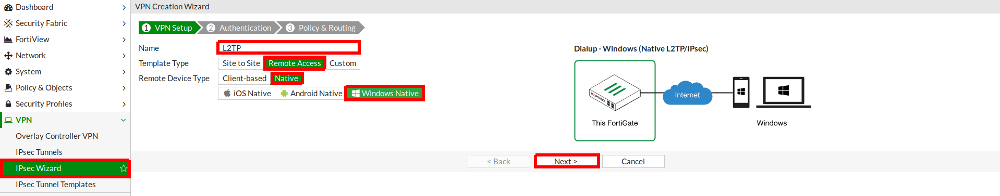 Dashboard
Security Fabric
FortiView
Network
System
Policy & Objects
Security Profiles
VPN
Overlay Controller VPN
IPsec Tunnels
IPsec Wizard
IPsec Tunnel Templates
VPN Creation Wizard
1 VPN Setup 2 Authentication 3 Policy & Routing
Name L2TP
Template Type Site to Site Remote Access Custom
Remote Device Type Client-based Native
iOS Native Android Native Windows Native
Dialup - Windows (Native L2TP/IPsec)
FORTINET
Internet
This FortiGate
Windows
< Back Next > Cancel